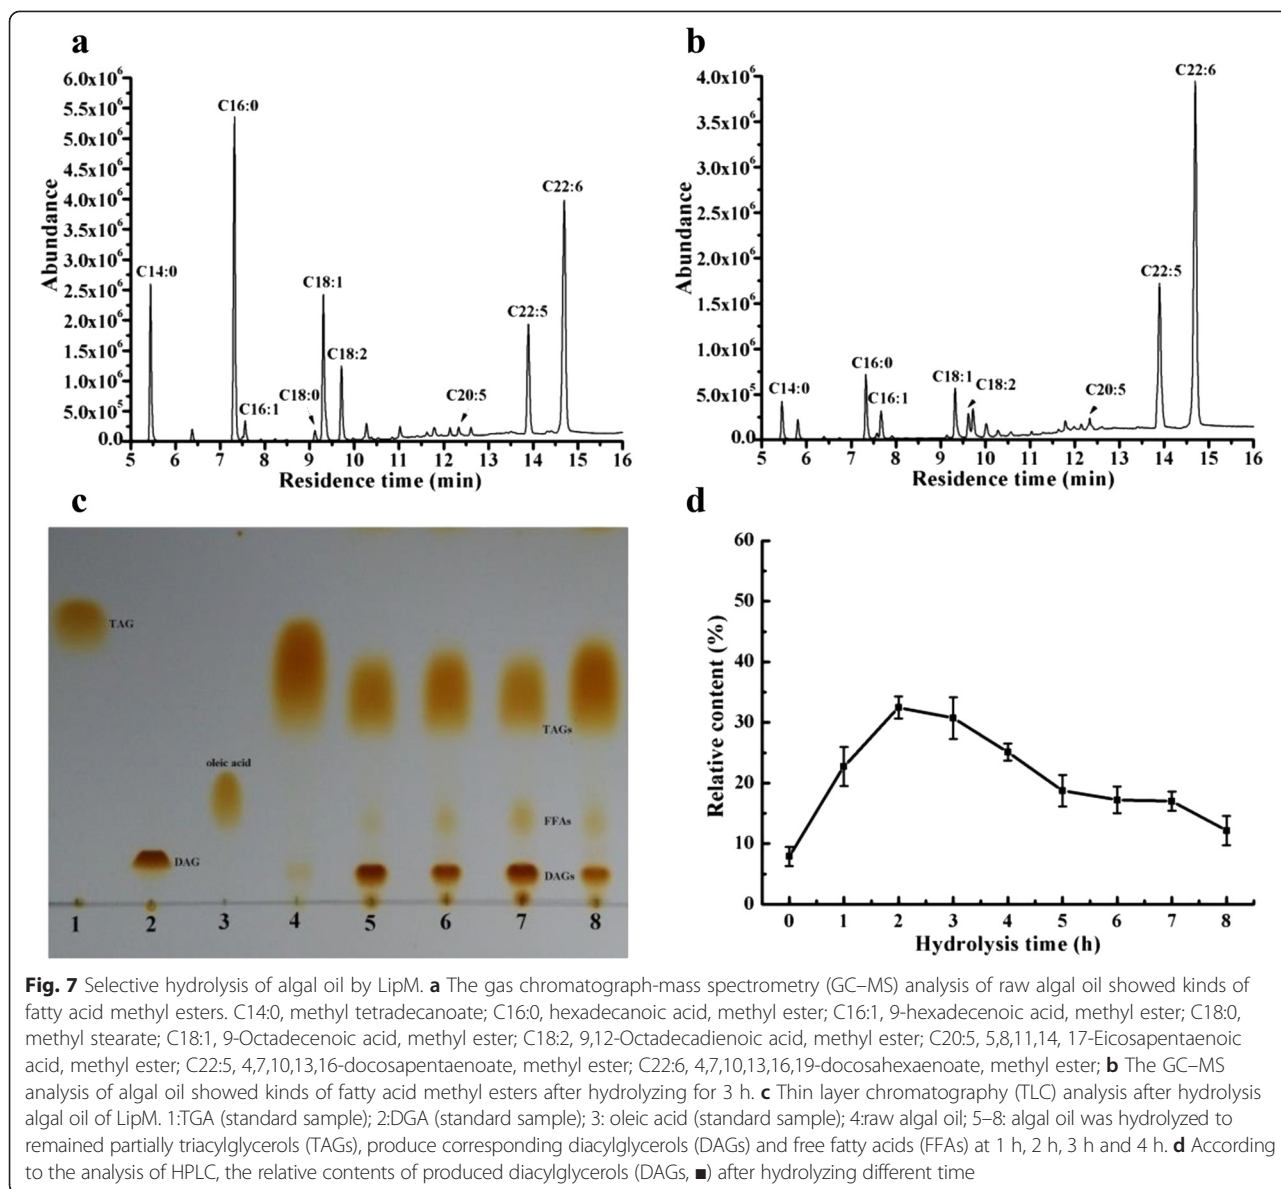 a
6.0x10⁶
5.5x10⁶
5.0x10⁶
4.5x10⁶
4.0x10⁶
3.5x10⁶
3.0x10⁶
2.5x10⁶
2.0x10⁶
1.5x10⁶
1.0x10⁶
5.0x10⁵
0.0
Abundance
C14:0
C16:0
C16:1
C18:0
C18:1
C18:2
C20:5
C22:5
C22:6
5 6 7 8 9 10 11 12 13 14 15 16
Residence time (min)
b
4.0x10⁶
3.5x10⁶
3.0x10⁶
2.5x10⁶
2.0x10⁶
1.5x10⁶
1.0x10⁶
5.0x10⁵
0.0
Abundance
C14:0
C16:0
C16:1
C18:1
C18:2
C20:5
C22:5
C22:6
5 6 7 8 9 10 11 12 13 14 15 16
Residence time (min)
c
TAG
DAG
oleic acid
TAGs
FFAs
DAGs
1 2 3 4 5 6 7 8
d
60
50
40
30
20
10
0
Relative content (%)
0 1 2 3 4 5 6 7 8
Hydrolysis time (h)
Fig. 7 Selective hydrolysis of algal oil by LipM. a The gas chromatograph-mass spectrometry (GC–MS) analysis of raw algal oil showed kinds of
fatty acid methyl esters. C14:0, methyl tetradecanoate; C16:0, hexadecanoic acid, methyl ester; C16:1, 9-hexadecenoic acid, methyl ester; C18:0,
methyl stearate; C18:1, 9-Octadecenoic acid, methyl ester; C18:2, 9,12-Octadecadienoic acid, methyl ester; C20:5, 5,8,11,14, 17-Eicosapentaenoic
acid, methyl ester; C22:5, 4,7,10,13,16-docosapentaenoate, methyl ester; C22:6, 4,7,10,13,16,19-docosahexaenoate, methyl ester; b The GC–MS
analysis of algal oil showed kinds of fatty acid methyl esters after hydrolyzing for 3 h. c Thin layer chromatography (TLC) analysis after hydrolysis
algal oil of LipM. 1:TGA (standard sample); 2:DGA (standard sample); 3: oleic acid (standard sample); 4:raw algal oil; 5–8: algal oil was hydrolyzed to
remained partially triacylglycerols (TAGs), produce corresponding diacylglycerols (DAGs) and free fatty acids (FFAs) at 1 h, 2 h, 3 h and 4 h. d According
to the analysis of HPLC, the relative contents of produced diacylglycerols (DAGs, ■) after hydrolyzing different time